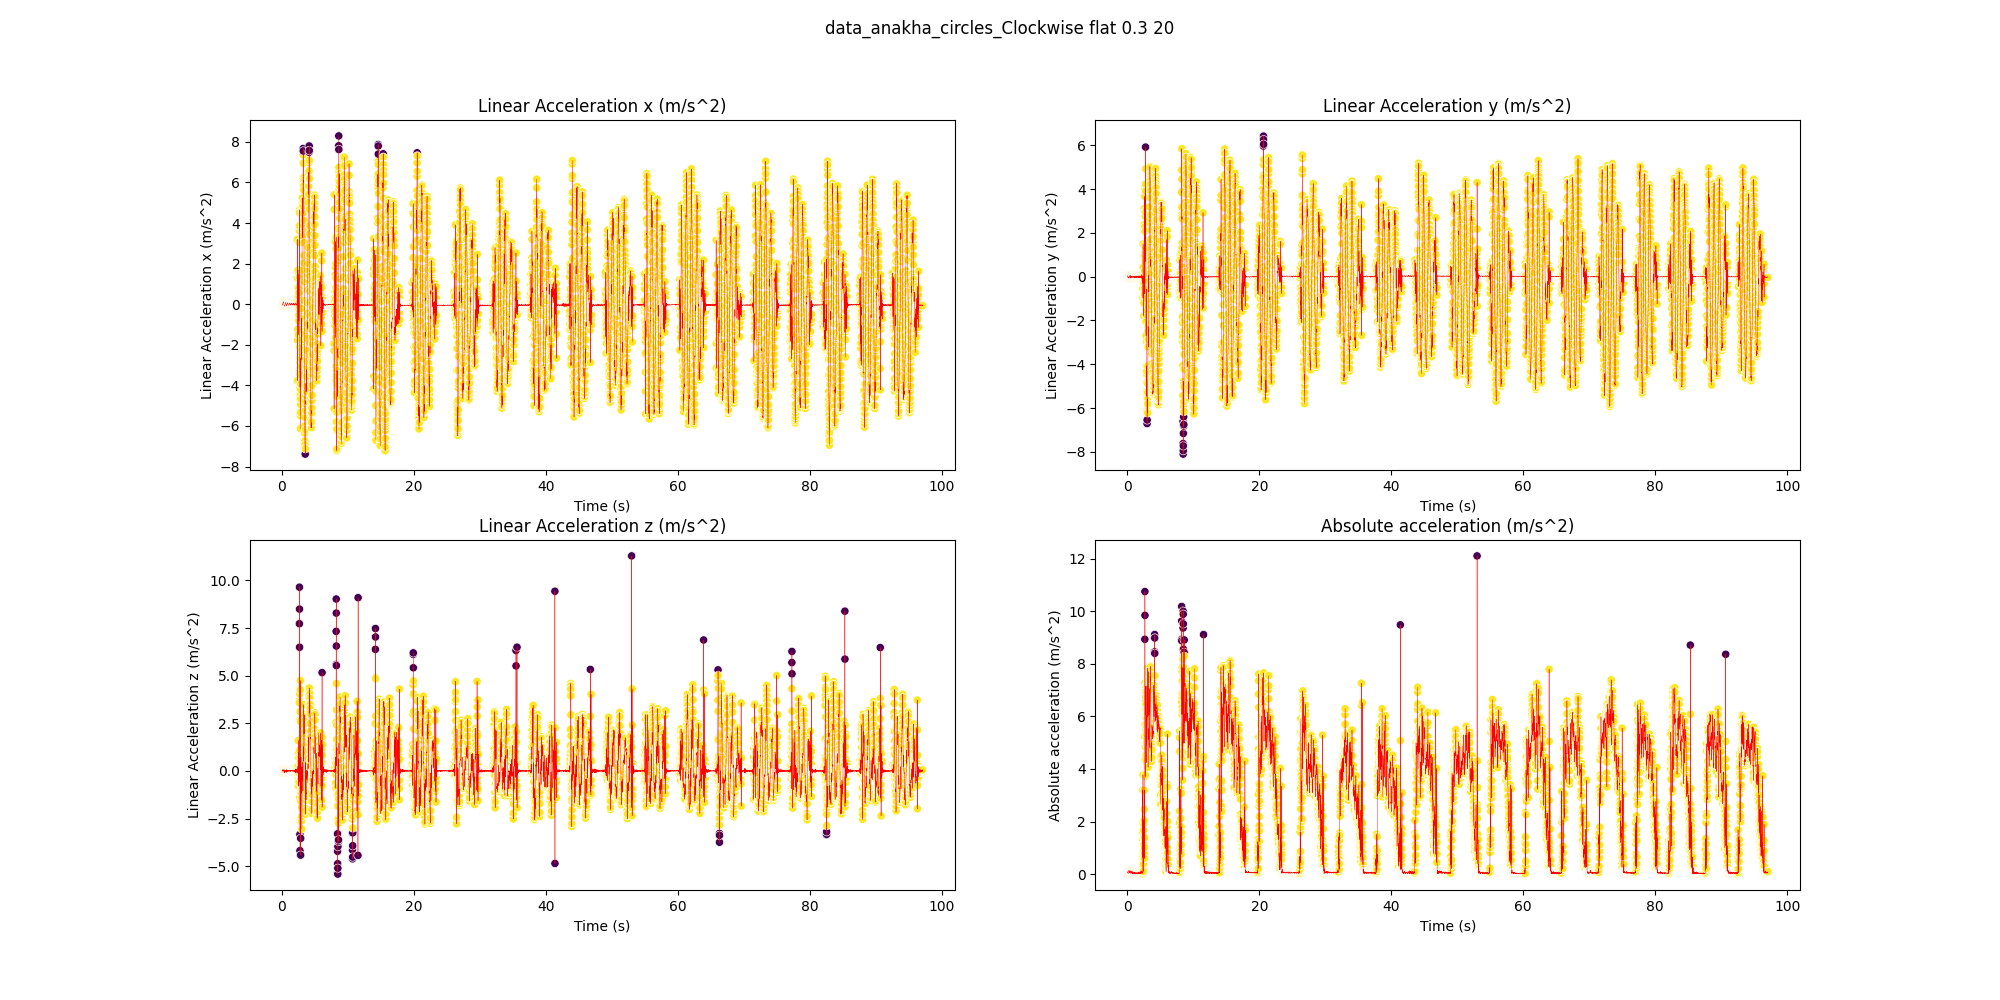 data_anakha_circles_Clockwise flat 0.3 20
Linear Acceleration x (m/s^2)
Linear Acceleration x (m/s^2)
8
6
4
2
0
−2
−4
−6
−8
0 20 40 60 80 100
Time (s)
Linear Acceleration y (m/s^2)
Linear Acceleration y (m/s^2)
6
4
2
0
−2
−4
−6
−8
0 20 40 60 80 100
Time (s)
Linear Acceleration z (m/s^2)
Linear Acceleration z (m/s^2)
10.0
7.5
5.0
2.5
0.0
−2.5
−5.0
0 20 40 60 80 100
Time (s)
Absolute acceleration (m/s^2)
Absolute acceleration (m/s^2)
12
10
8
6
4
2
0
0 20 40 60 80 100
Time (s)